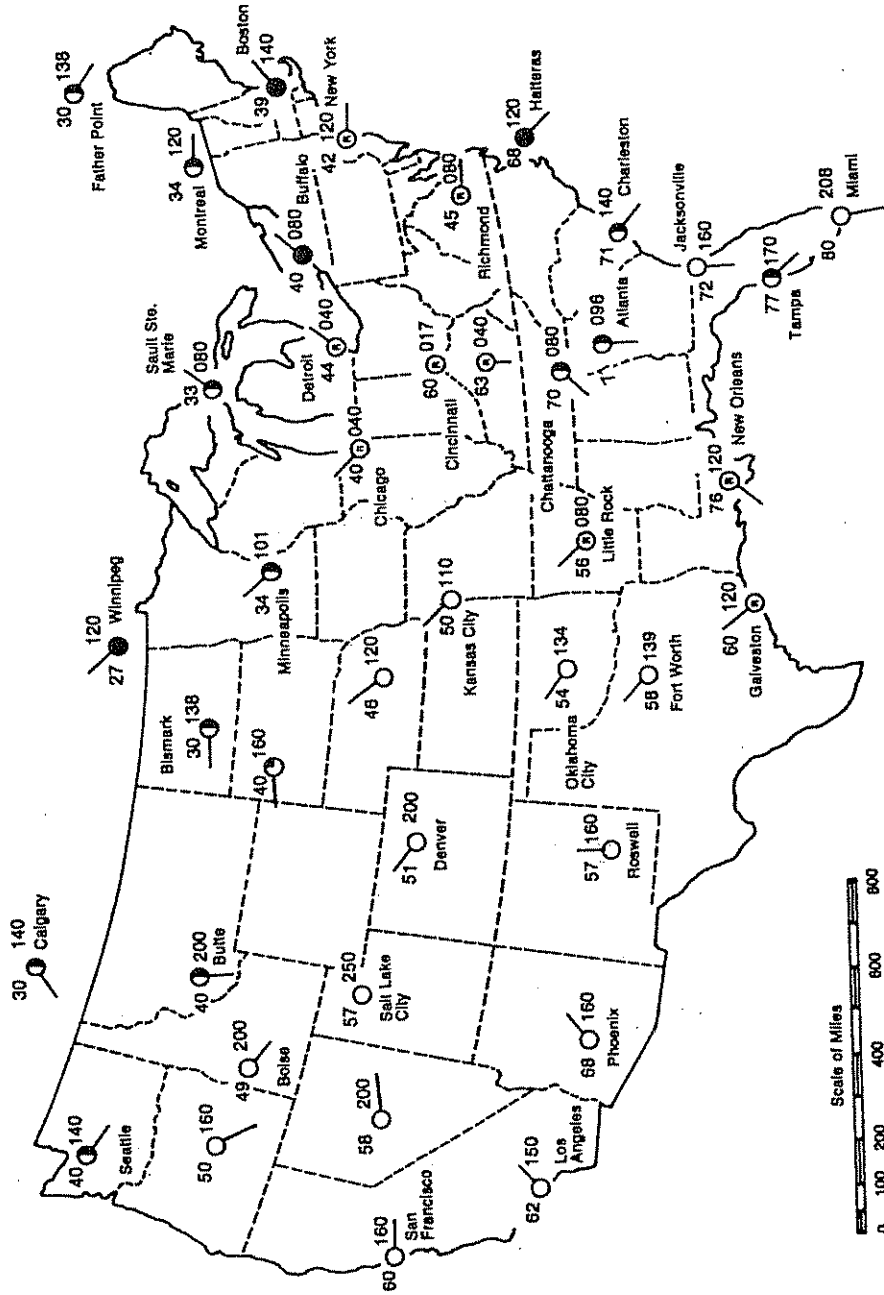 30 138
Father Point
34 120
Montreal
39 140
Boston
42 120
New York
40 080
Buffalo
33 080
Sault Ste.
Marie
44 040
Detroit
45 080
Richmond
68 120
Hatteras
60 017
Cincinnati
63 040
40 040
Chicago
34 101
Minneapolis
27 120
Winnipeg
30 138
Bismark
40 160
48 120
50 110
Kansas City
70 080
Chattanooga
71 096
Atlanta
71 140
Charleston
72 160
Jacksonville
77 170
Tampa
80 208
Miami
76 120
New Orleans
56 080
Little Rock
60 120
Galveston
54 134
Oklahoma
City
58 139
Fort Worth
57 160
Roswell
51 200
Denver
30 140
Calgary
40 200
Butte
49 200
Boise
57 250
Salt Lake
City
68 160
Phoenix
40 140
Seattle
50 160
58 200
60 160
San
Francisco
62 150
Los
Angeles
Scale of Miles
0 100 200 400 600 800
R
R
R
R
R
R
R
R
R